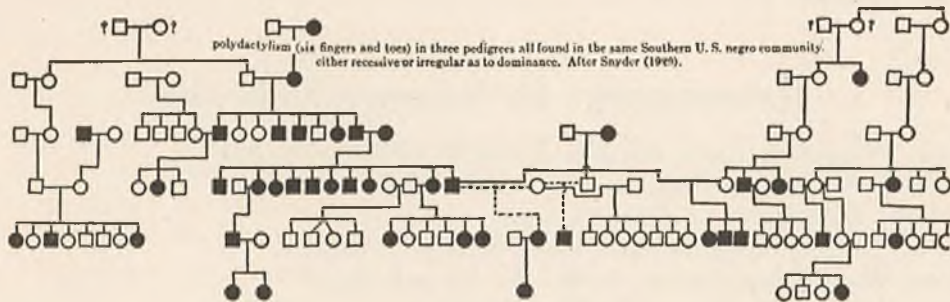 ? ?
? ?
polydactylism (six fingers and toes) in three pedigrees all found in the same Southern U. S. negro community.
either recessive or irregular as to dominance. After Snyder (1929).